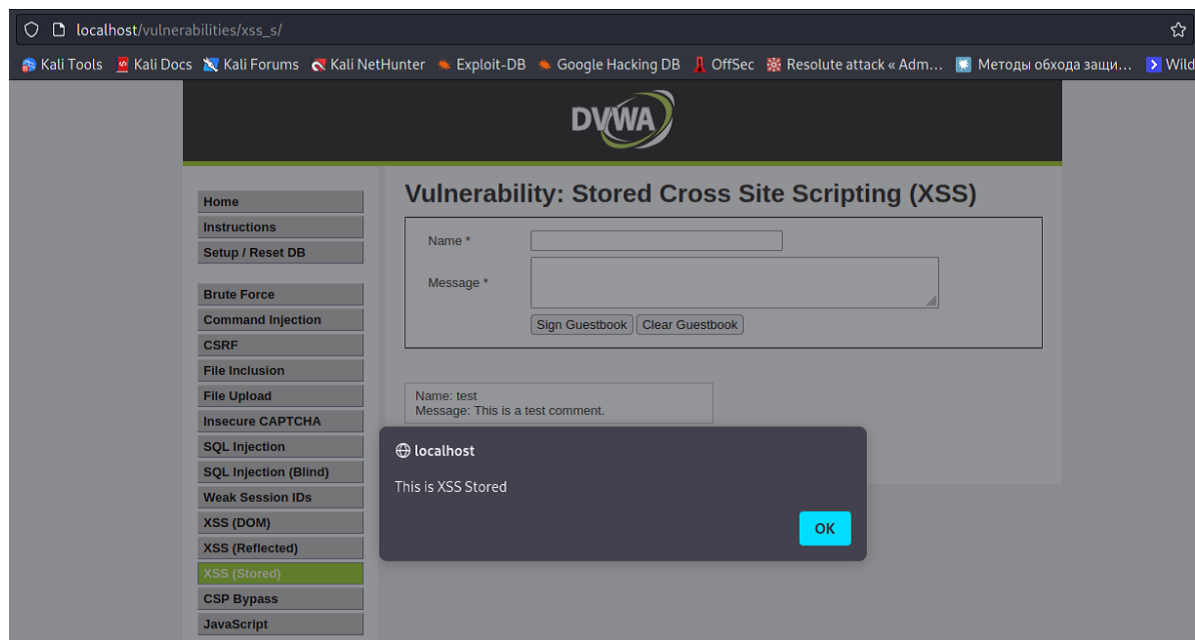 localhost/vulnerabilities/xss_s/
Kali Tools Kali Docs Kali Forums Kali NetHunter Exploit-DB Google Hacking DB OffSec Resolute attack « Adm… Методы обхода защи… Wild
DVWA
Vulnerability: Stored Cross Site Scripting (XSS)
Home
Instructions
Setup / Reset DB
Brute Force
Command Injection
CSRF
File Inclusion
File Upload
Insecure CAPTCHA
SQL Injection
SQL Injection (Blind)
Weak Session IDs
XSS (DOM)
XSS (Reflected)
XSS (Stored)
CSP Bypass
JavaScript
Name *
Message *
Sign Guestbook Clear Guestbook
Name: test
Message: This is a test comment.
localhost
This is XSS Stored
OK